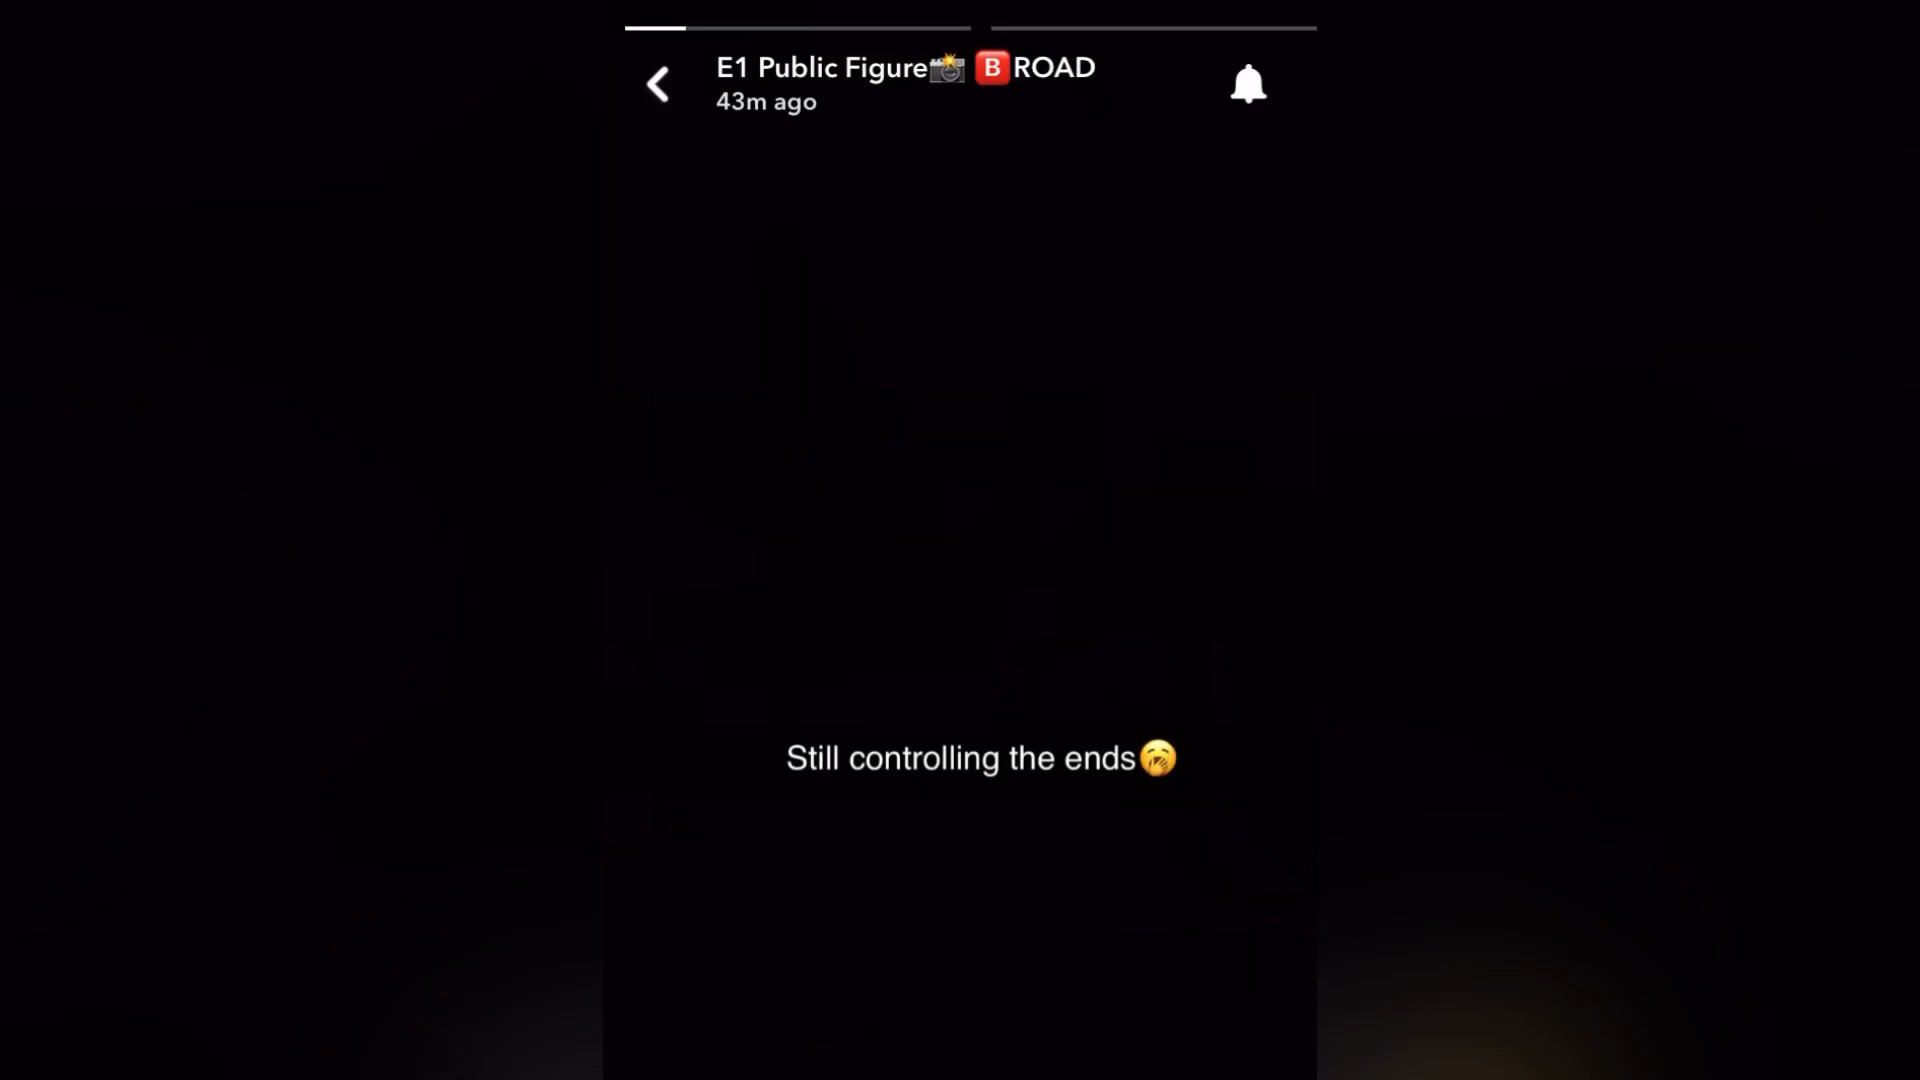 E1 Public Figure📸 🅱️ROAD
43m ago
Still controlling the ends🥱